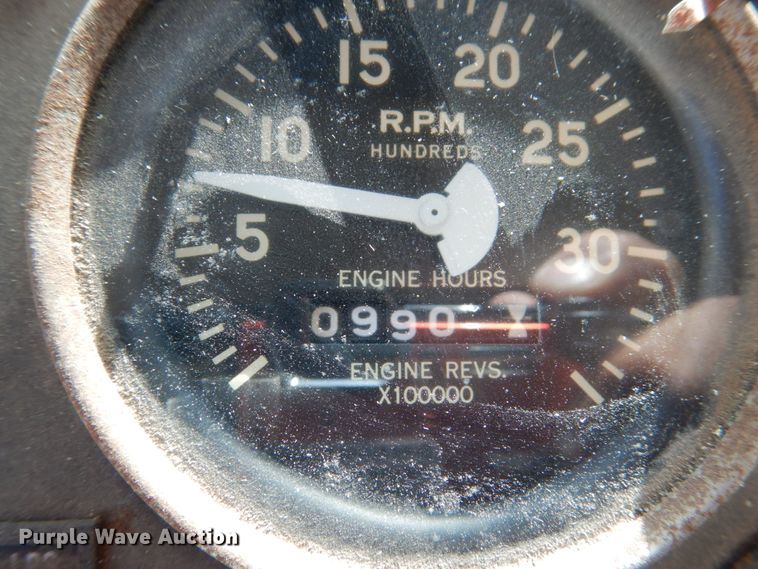 15 20
10 25
R.P.M.
HUNDREDS
5 30
ENGINE HOURS
0990
ENGINE REVS.
X100000
Purple Wave Auction®